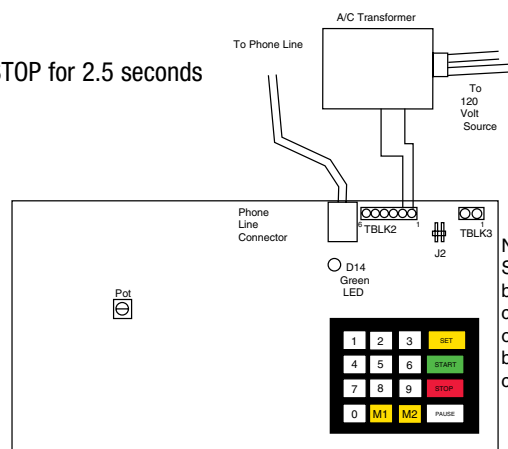 A/C Transformer
To Phone Line
STOP for 2.5 seconds
To
120
Volt
Source
Phone
Line
Connector
6
TBLK2
1
1
TBLK3
J2
D14
Green
LED
Pot
1 2 3 SET
4 5 6 START
7 8 9 STOP
0 M1 M2 PAUSE